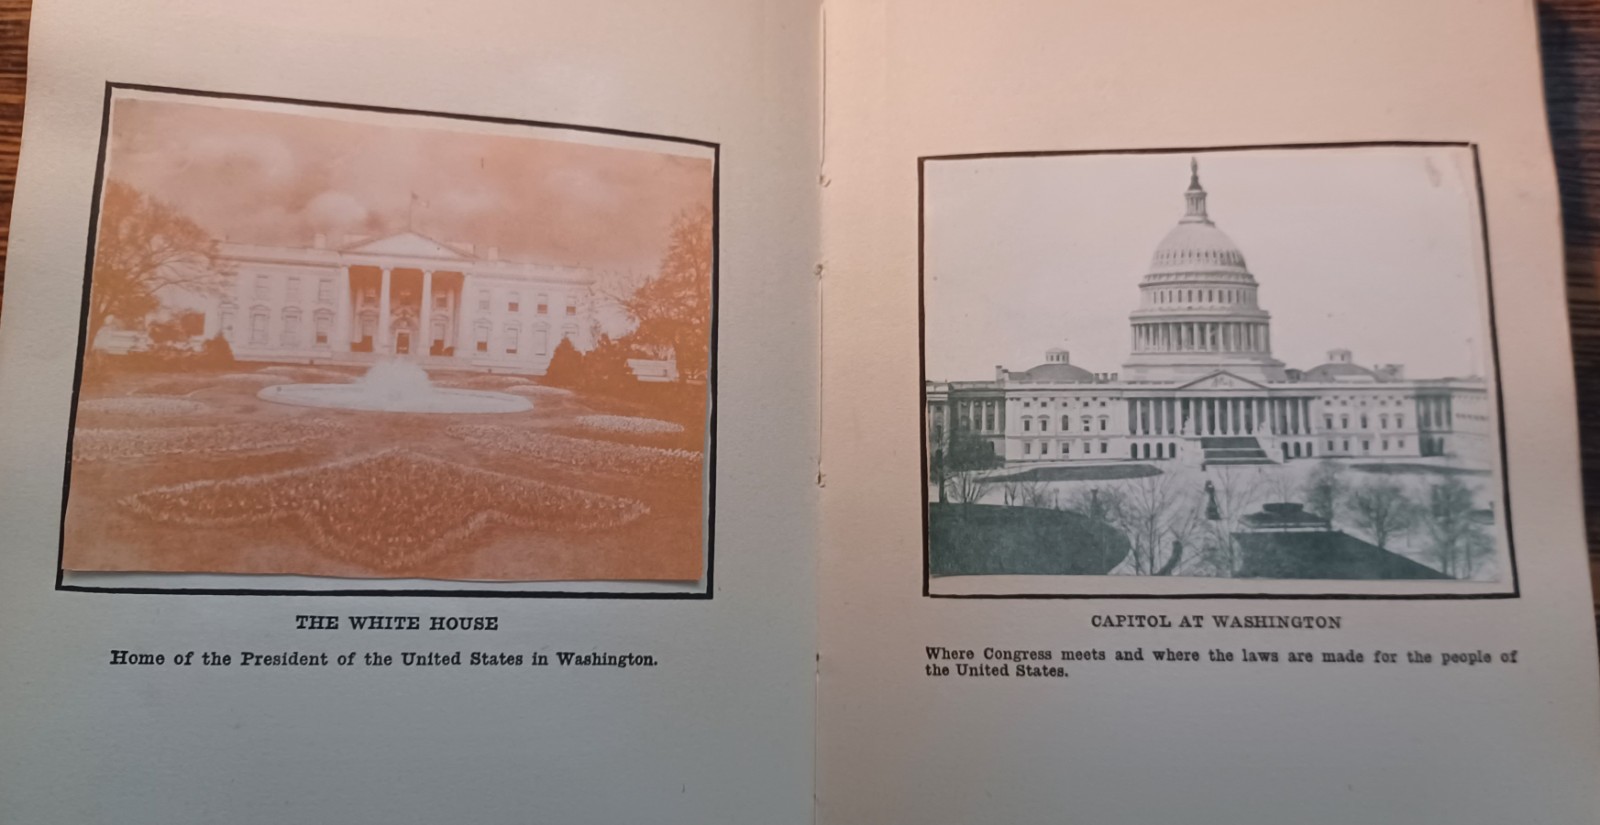 THE WHITE HOUSE
Home of the President of the United States in Washington.
CAPITOL AT WASHINGTON
Where Congress meets and where the laws are made for the people of
the United States.